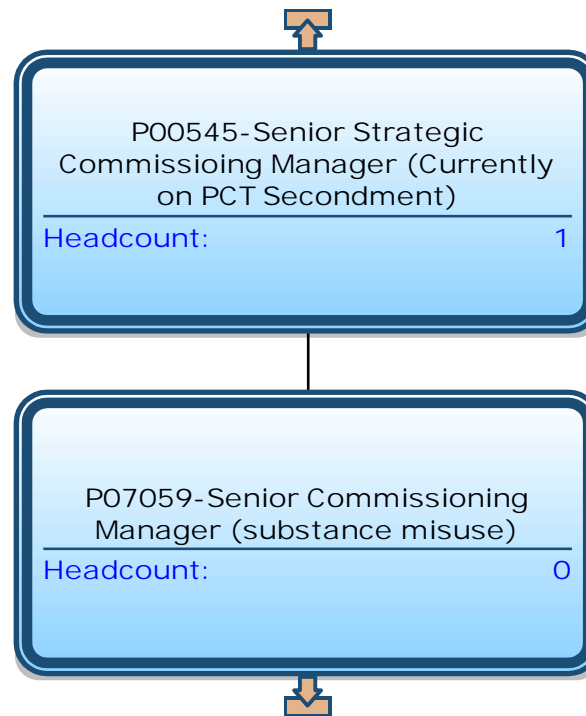 P00545-Senior Strategic
Commissioing Manager (Currently
on PCT Secondment)
Headcount: 1
P07059-Senior Commissioning
Manager (substance misuse)
Headcount: 0